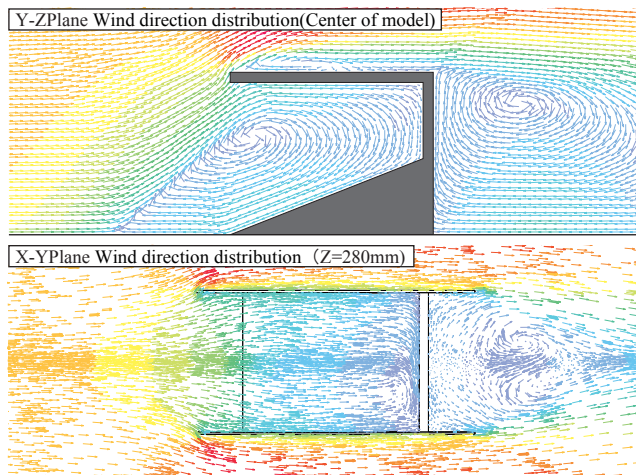 Y-ZPlane Wind direction distribution(Center of model)
X-YPlane Wind direction distribution（Z=280mm)